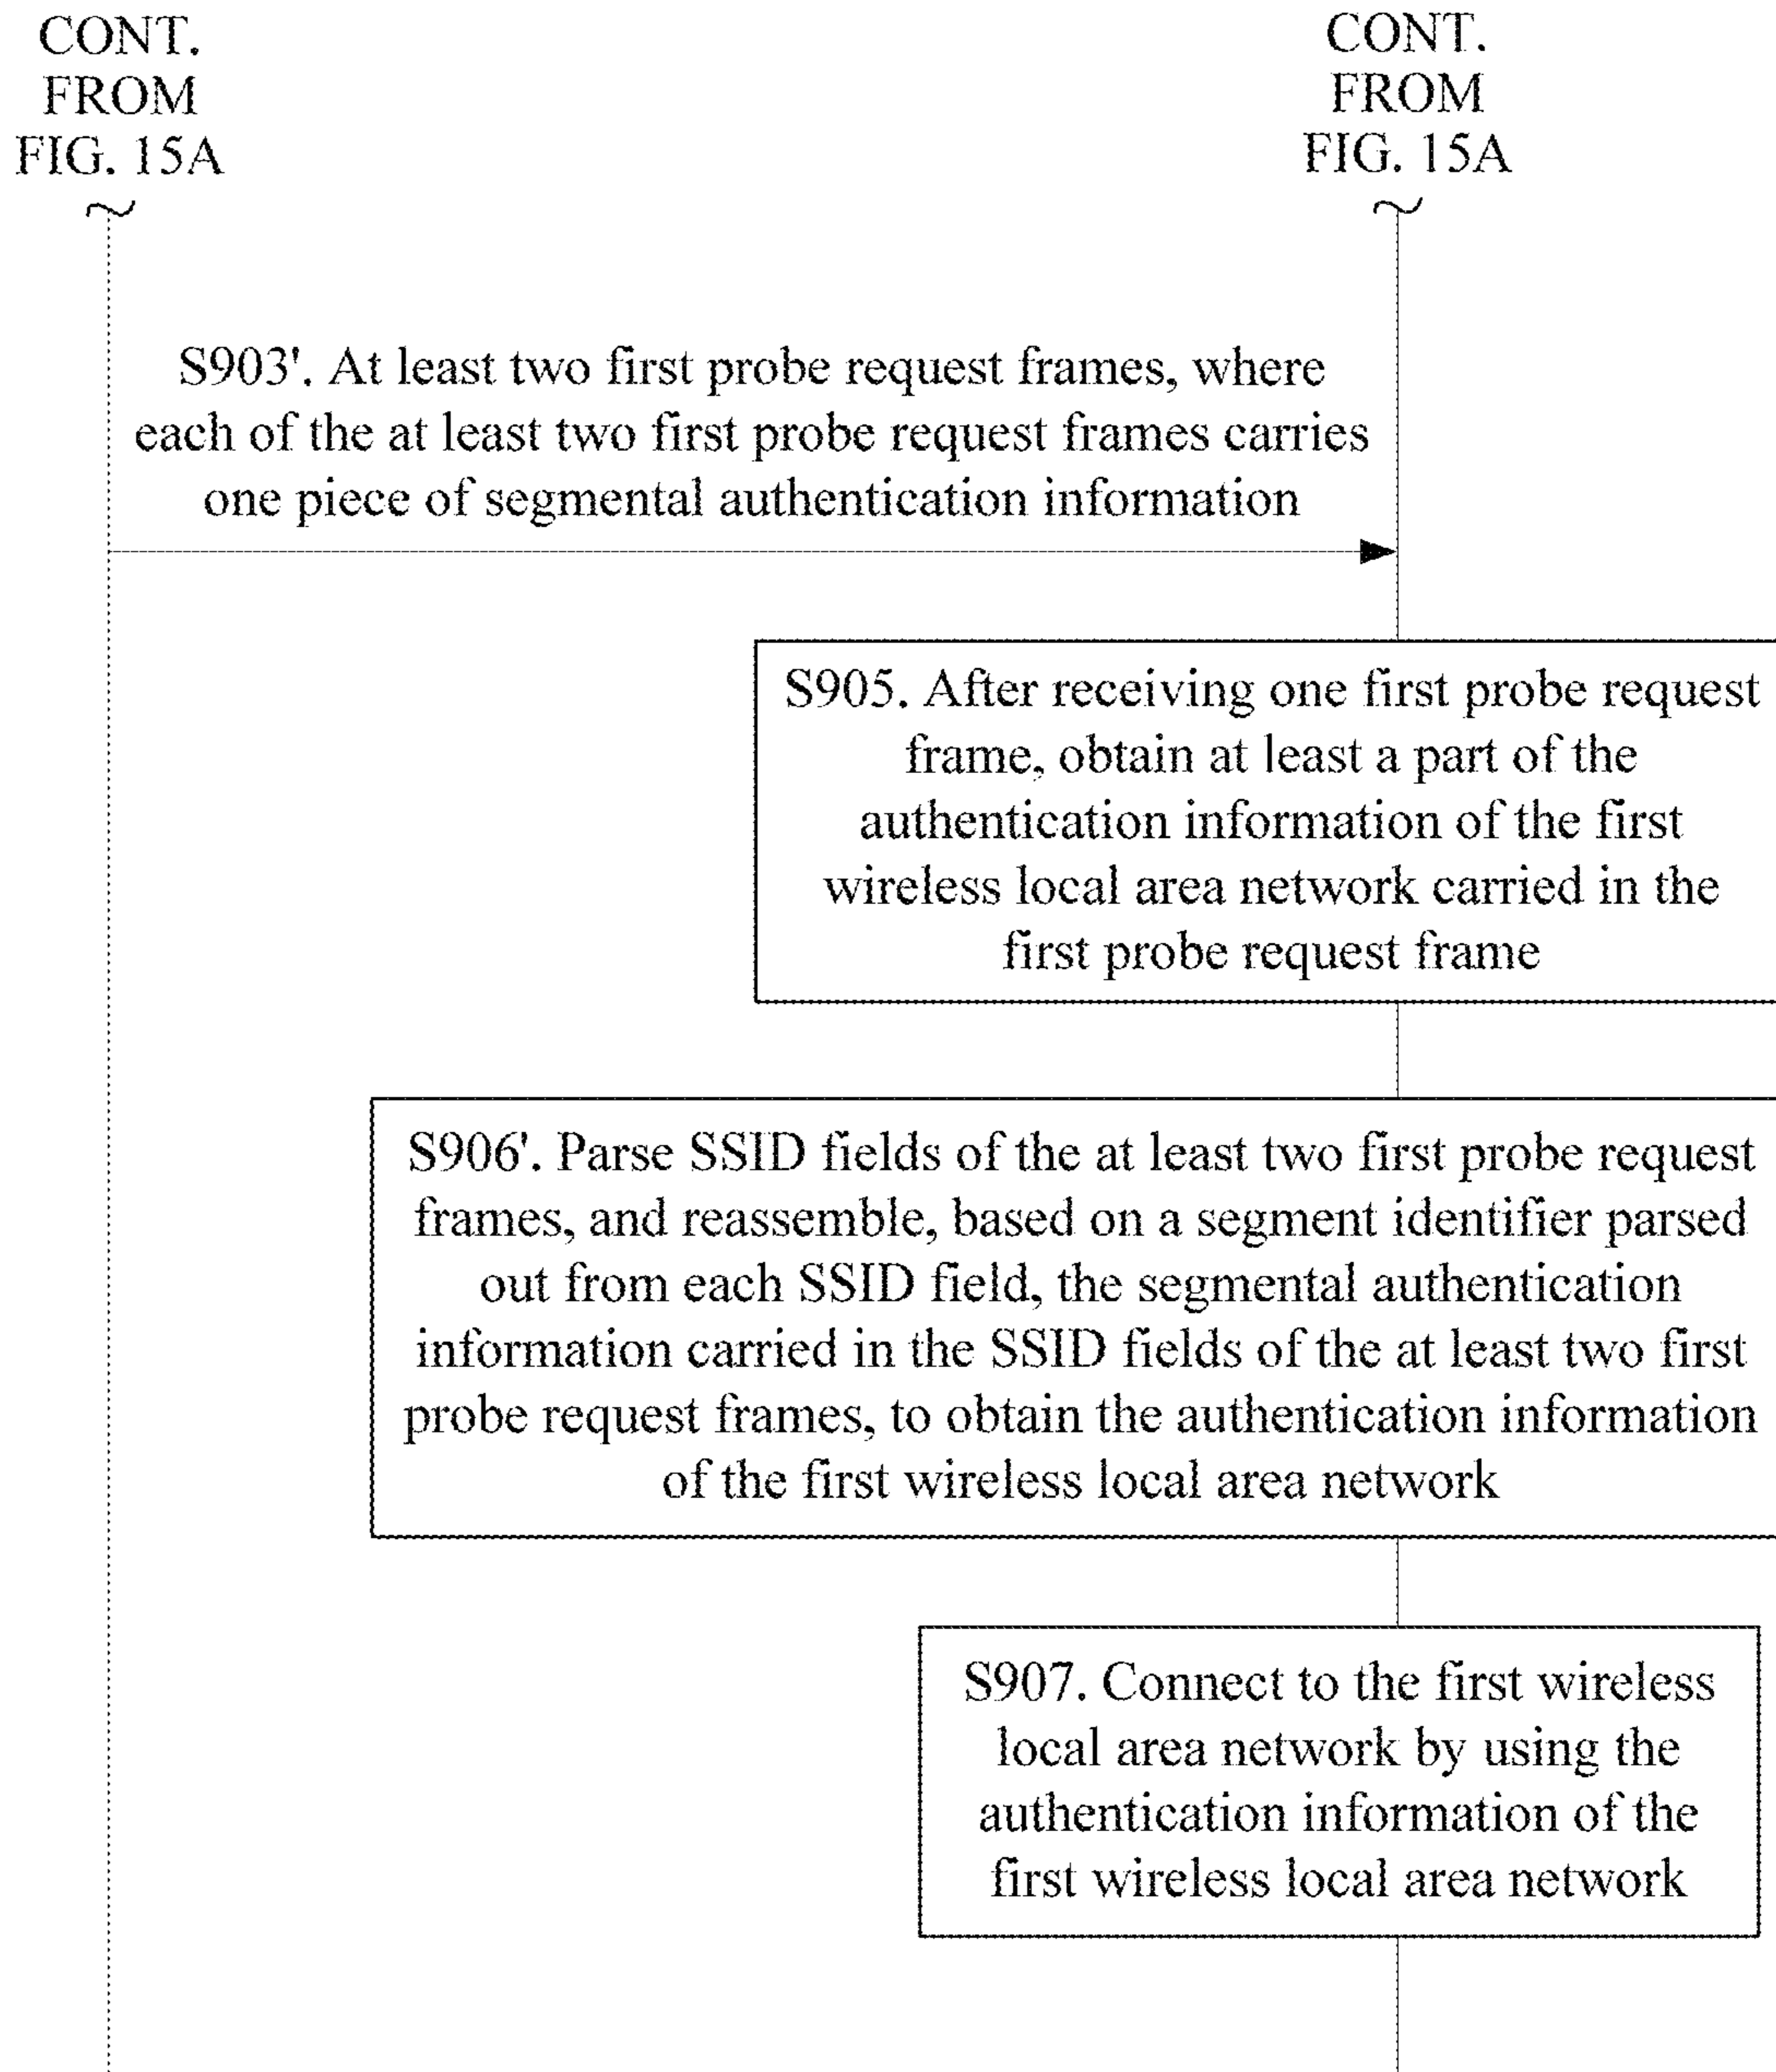 CONT.
FROM
FIG. 15A
CONT.
FROM
FIG. 15A
S903'. At least two first probe request frames, where
each of the at least two first probe request frames carries
one piece of segmental authentication information
S905. After receiving one first probe request
frame, obtain at least a part of the
authentication information of the first
wireless local area network carried in the
first probe request frame
S906'. Parse SSID fields of the at least two first probe request
frames, and reassemble, based on a segment identifier parsed
out from each SSID field, the segmental authentication
information carried in the SSID fields of the at least two first
probe request frames, to obtain the authentication information
of the first wireless local area network
S907. Connect to the first wireless
local area network by using the
authentication information of the
first wireless local area network